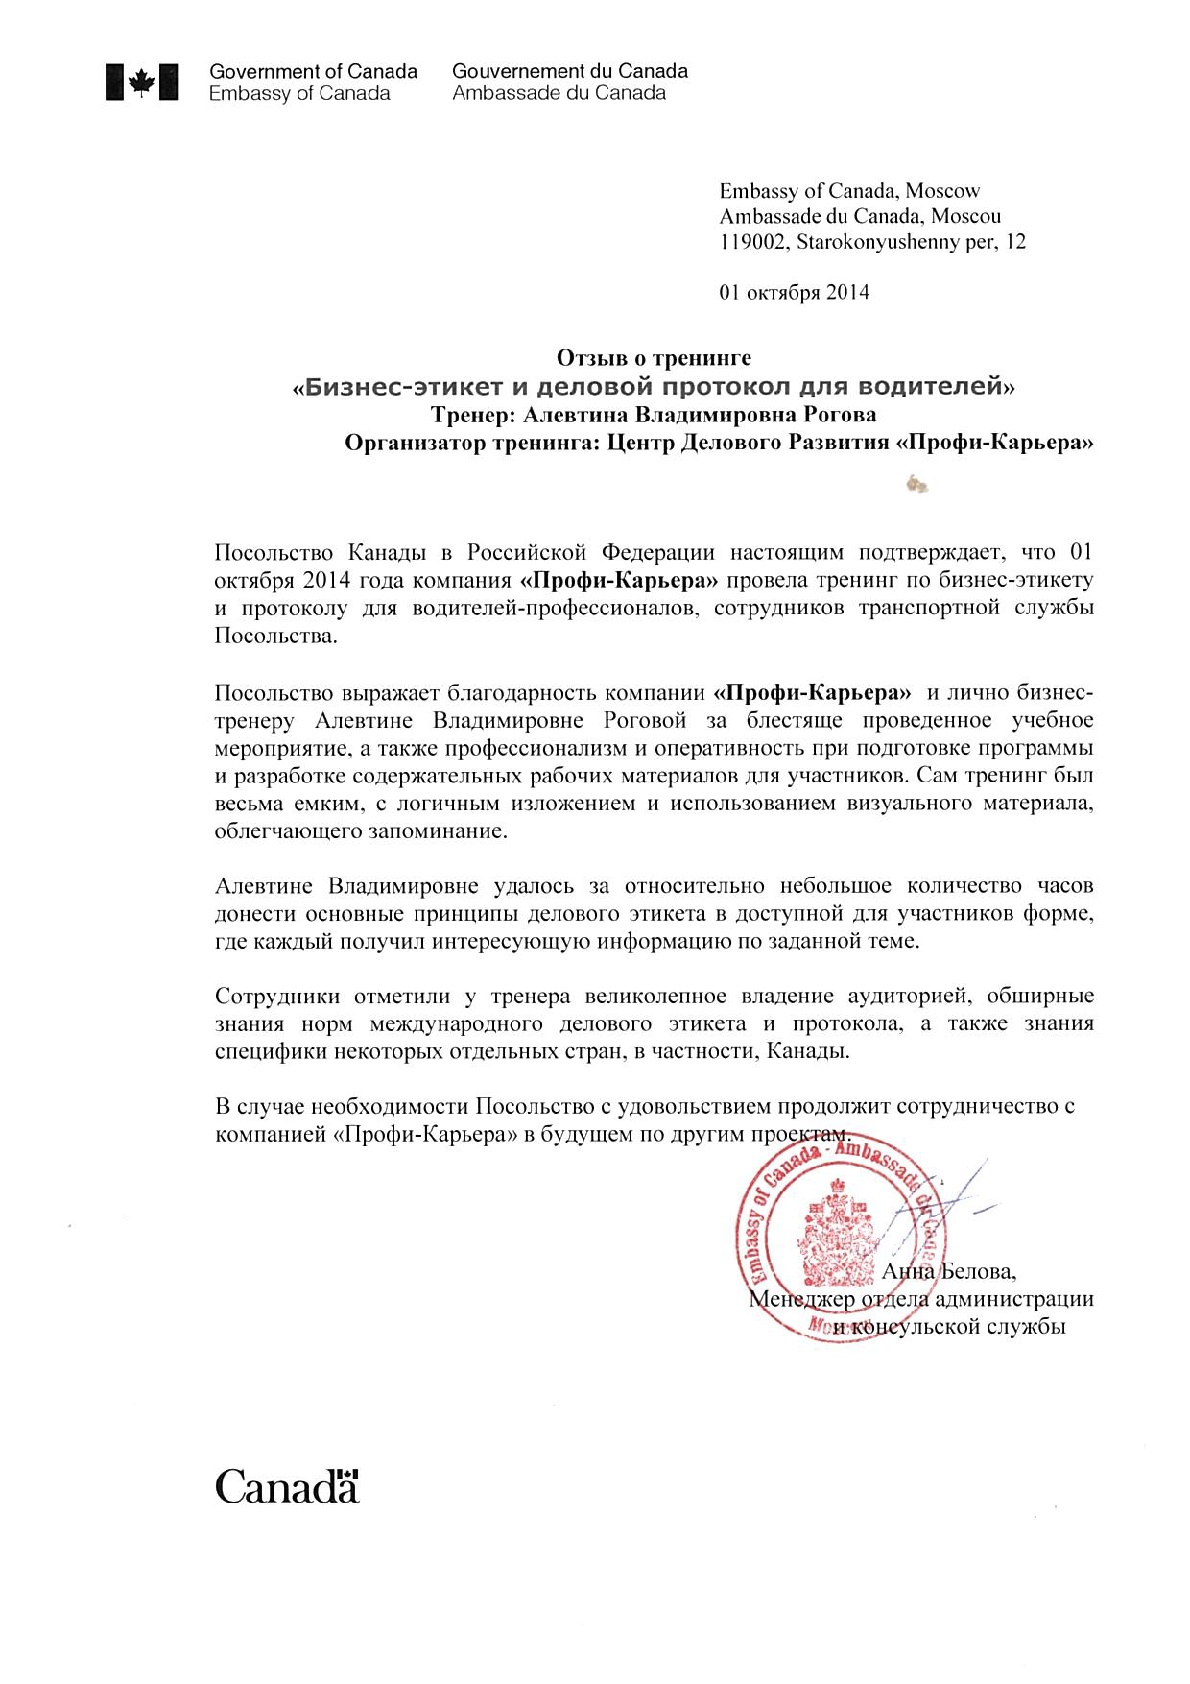 Government of Canada Gouvernement du Canada
Embassy of Canada Ambassade du Canada
Embassy of Canada, Moscow
Ambassade du Canada, Moscou
119002, Starokonyushenny per, 12
01 октября 2014
Отзыв о тренинге
«Бизнес-этикет и деловой протокол для водителей»
Тренер: Алевтина Владимировна Рогова
Организатор тренинга: Центр Делового Развития «Профи-Карьера»
Посольство Канады в Российской Федерации настоящим подтверждает, что 01
октября 2014 года компания «Профи-Карьера» провела тренинг по бизнес-этикету
и протоколу для водителей-профессионалов, сотрудников транспортной службы
Посольства.
Посольство выражает благодарность компании «Профи-Карьера» и лично бизнес-
тренеру Алевтине Владимировне Роговой за блестяще проведенное учебное
мероприятие, а также профессионализм и оперативность при подготовке программы
и разработке содержательных рабочих материалов для участников. Сам тренинг был
весьма емким, с логичным изложением и использованием визуального материала,
облегчающего запоминание.
Алевтине Владимировне удалось за относительно небольшое количество часов
донести основные принципы делового этикета в доступной для участников форме,
где каждый получил интересующую информацию по заданной теме.
Сотрудники отметили у тренера великолепное владение аудиторией, обширные
знания норм международного делового этикета и протокола, а также знания
специфики некоторых отдельных стран, в частности, Канады.
В случае необходимости Посольство с удовольствием продолжит сотрудничество с
компанией «Профи-Карьера» в будущем по другим проектам.
Embassy of Canada - Ambassade du Canada
Moscow
Анна Белова,
Менеджер отдела администрации
и консульской службы
Canada